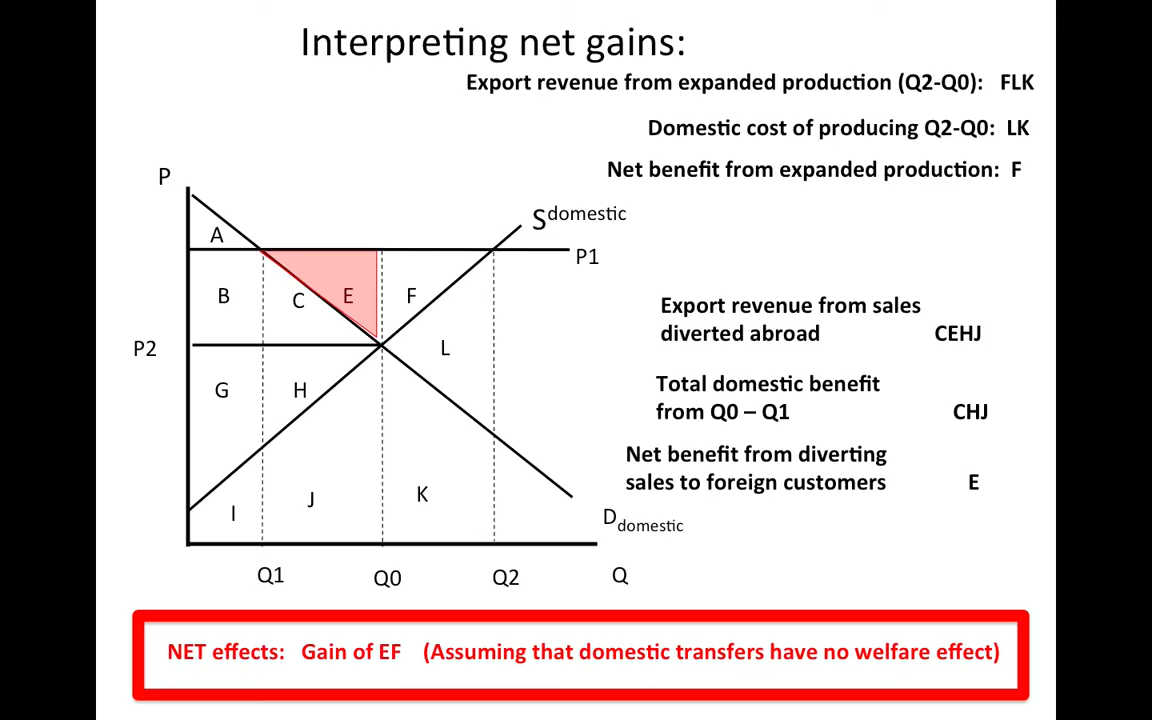 Interpreting net gains:
Export revenue from expanded production (Q2-Q0): FLK
Domestic cost of producing Q2-Q0: LK
Net benefit from expanded production: F
P
S domestic
A
P1
B
C
E
F
Export revenue from sales
diverted abroad CEHJ
P2
L
G
H
Total domestic benefit
from Q0 – Q1 CHJ
Net benefit from diverting
sales to foreign customers E
I
J
K
D domestic
Q1
Q0
Q2
Q
NET effects: Gain of EF (Assuming that domestic transfers have no welfare effect)